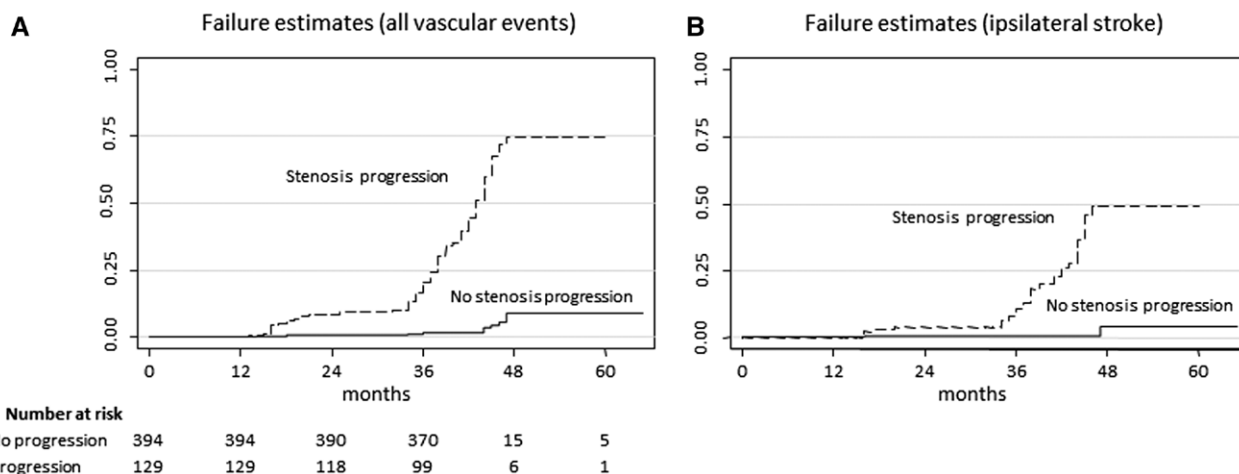 A
Failure estimates (all vascular events)
1.00
0.75
0.50
0.25
0.00
Stenosis progression
No stenosis progression
0 12 24 36 48 60
months
Number at risk
o progression 394 394 390 370 15 5
rogression 129 129 118 99 6 1
B
Failure estimates (ipsilateral stroke)
1.00
0.75
0.50
0.25
0.00
Stenosis progression
No stenosis progression
0 12 24 36 48 60
months